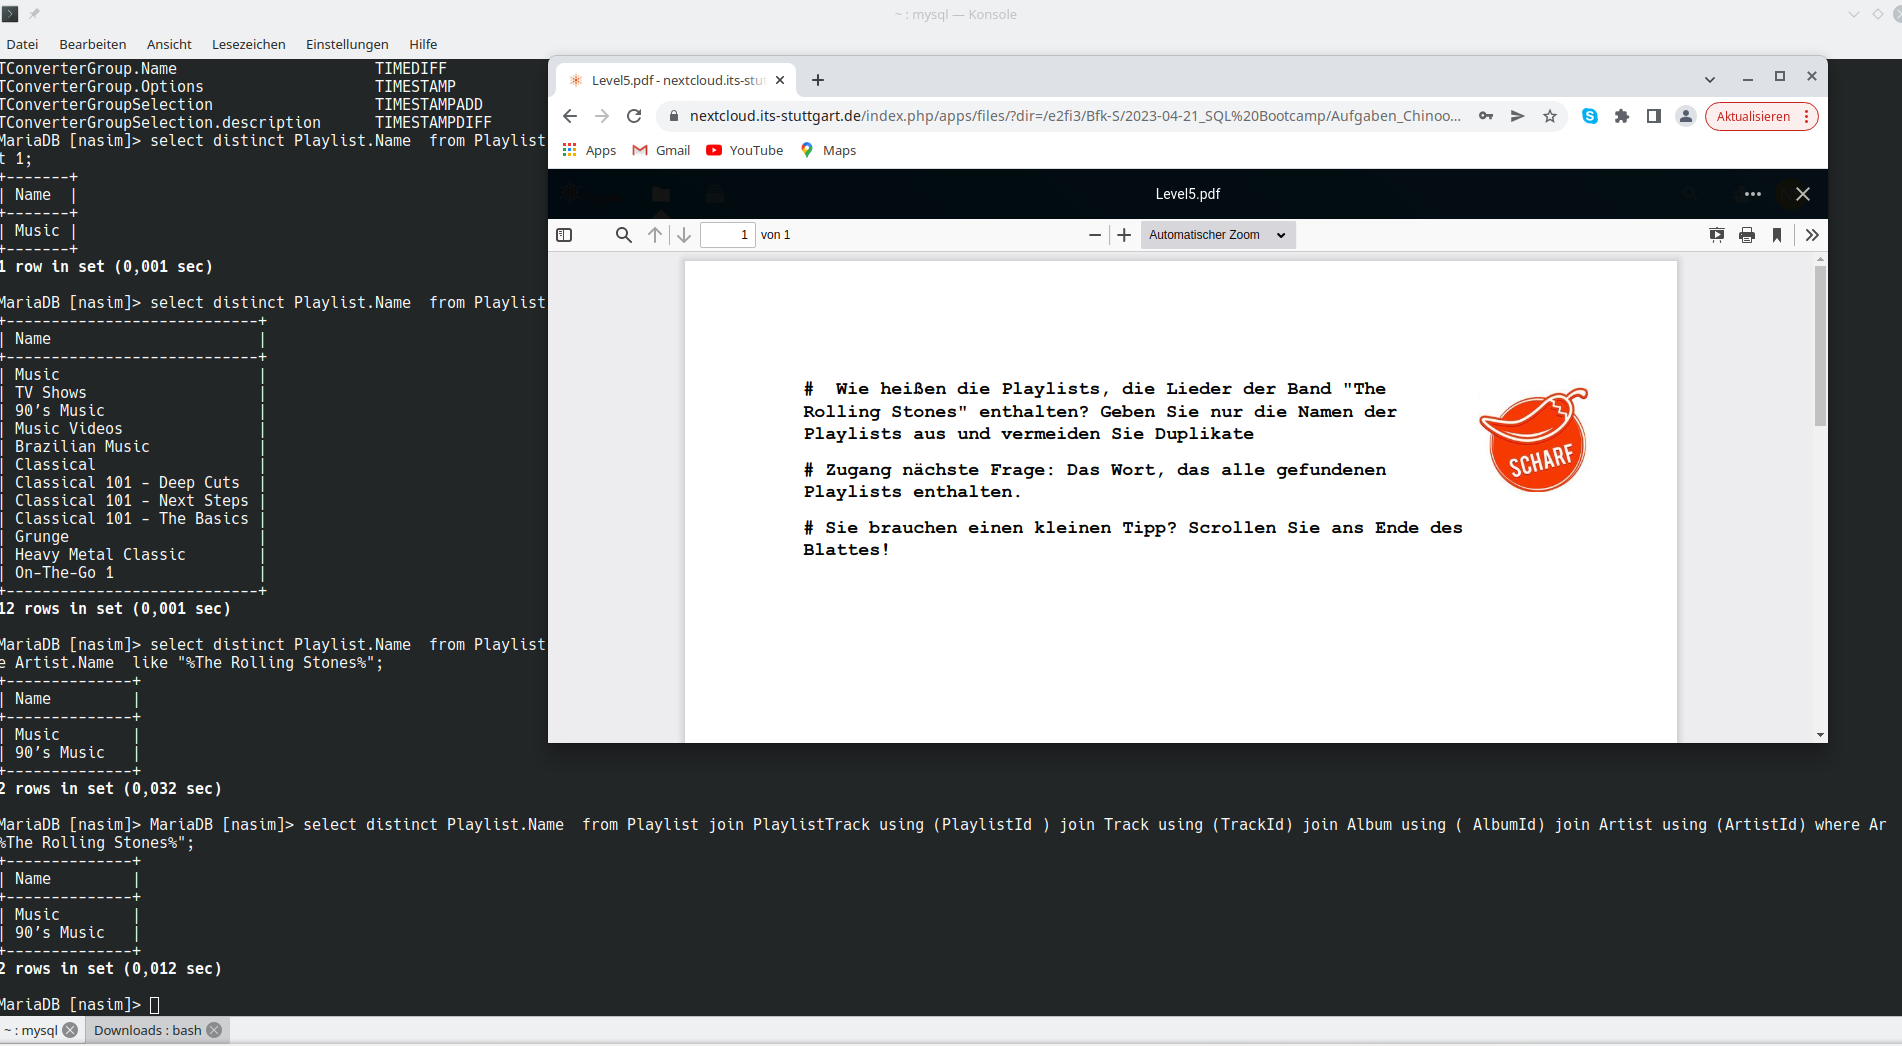 ~ : mysql — Konsole
Datei Bearbeiten Ansicht Lesezeichen Einstellungen Hilfe
TConverterGroup.Name TIMEDIFF
TConverterGroup.Options TIMESTAMP
TConverterGroupSelection TIMESTAMPADD
TConverterGroupSelection.description TIMESTAMPDIFF
MariaDB [nasim]> select distinct Playlist.Name  from Playlist
t 1;
+-------+
| Name  |
+-------+
| Music |
+-------+
1 row in set (0,001 sec)
MariaDB [nasim]> select distinct Playlist.Name  from Playlist
+----------------------------+
| Name                       |
+----------------------------+
| Music                      |
| TV Shows                   |
| 90’s Music                 |
| Music Videos               |
| Brazilian Music            |
| Classical                  |
| Classical 101 - Deep Cuts  |
| Classical 101 - Next Steps |
| Classical 101 - The Basics |
| Grunge                     |
| Heavy Metal Classic        |
| On-The-Go 1                |
+----------------------------+
12 rows in set (0,001 sec)
MariaDB [nasim]> select distinct Playlist.Name  from Playlist
e Artist.Name  like "%The Rolling Stones%";
+--------------+
| Name         |
+--------------+
| Music        |
| 90’s Music   |
+--------------+
2 rows in set (0,032 sec)
MariaDB [nasim]> MariaDB [nasim]> select distinct Playlist.Name  from Playlist join PlaylistTrack using (PlaylistId ) join Track using (TrackId) join Album using ( AlbumId) join Artist using (ArtistId) where Ar
%The Rolling Stones%";
+--------------+
| Name         |
+--------------+
| Music        |
| 90’s Music   |
+--------------+
2 rows in set (0,012 sec)
MariaDB [nasim]>
~ : mysql Downloads : bash
Level5.pdf - nextcloud.its-stu
nextcloud.its-stuttgart.de/index.php/apps/files/?dir=/e2fi3/Bfk-S/2023-04-21_SQL%20Bootcamp/Aufgaben_Chinoo...
Aktualisieren
Apps Gmail YouTube Maps
Level5.pdf
1 von 1 Automatischer Zoom
#  Wie heißen die Playlists, die Lieder der Band "The
Rolling Stones" enthalten? Geben Sie nur die Namen der
Playlists aus und vermeiden Sie Duplikate
# Zugang nächste Frage: Das Wort, das alle gefundenen
Playlists enthalten.
# Sie brauchen einen kleinen Tipp? Scrollen Sie ans Ende des
Blattes!
SCHARF